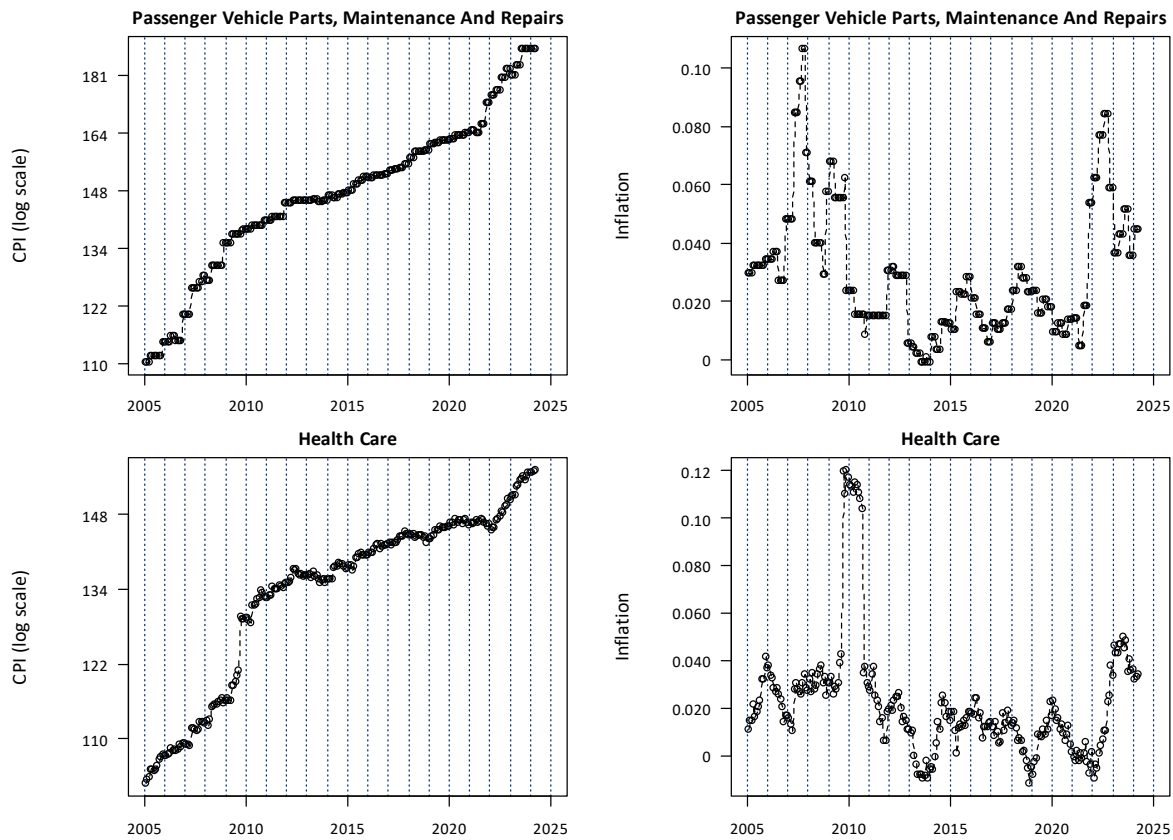 Passenger Vehicle Parts, Maintenance And Repairs
CPI (log scale)
181
164
148
134
122
110
2005 2010 2015 2020 2025
Passenger Vehicle Parts, Maintenance And Repairs
Inflation
0.10
0.080
0.060
0.040
0.020
0
2005 2010 2015 2020 2025
Health Care
CPI (log scale)
148
134
122
110
2005 2010 2015 2020 2025
Health Care
Inflation
0.12
0.10
0.080
0.060
0.040
0.020
0
2005 2010 2015 2020 2025